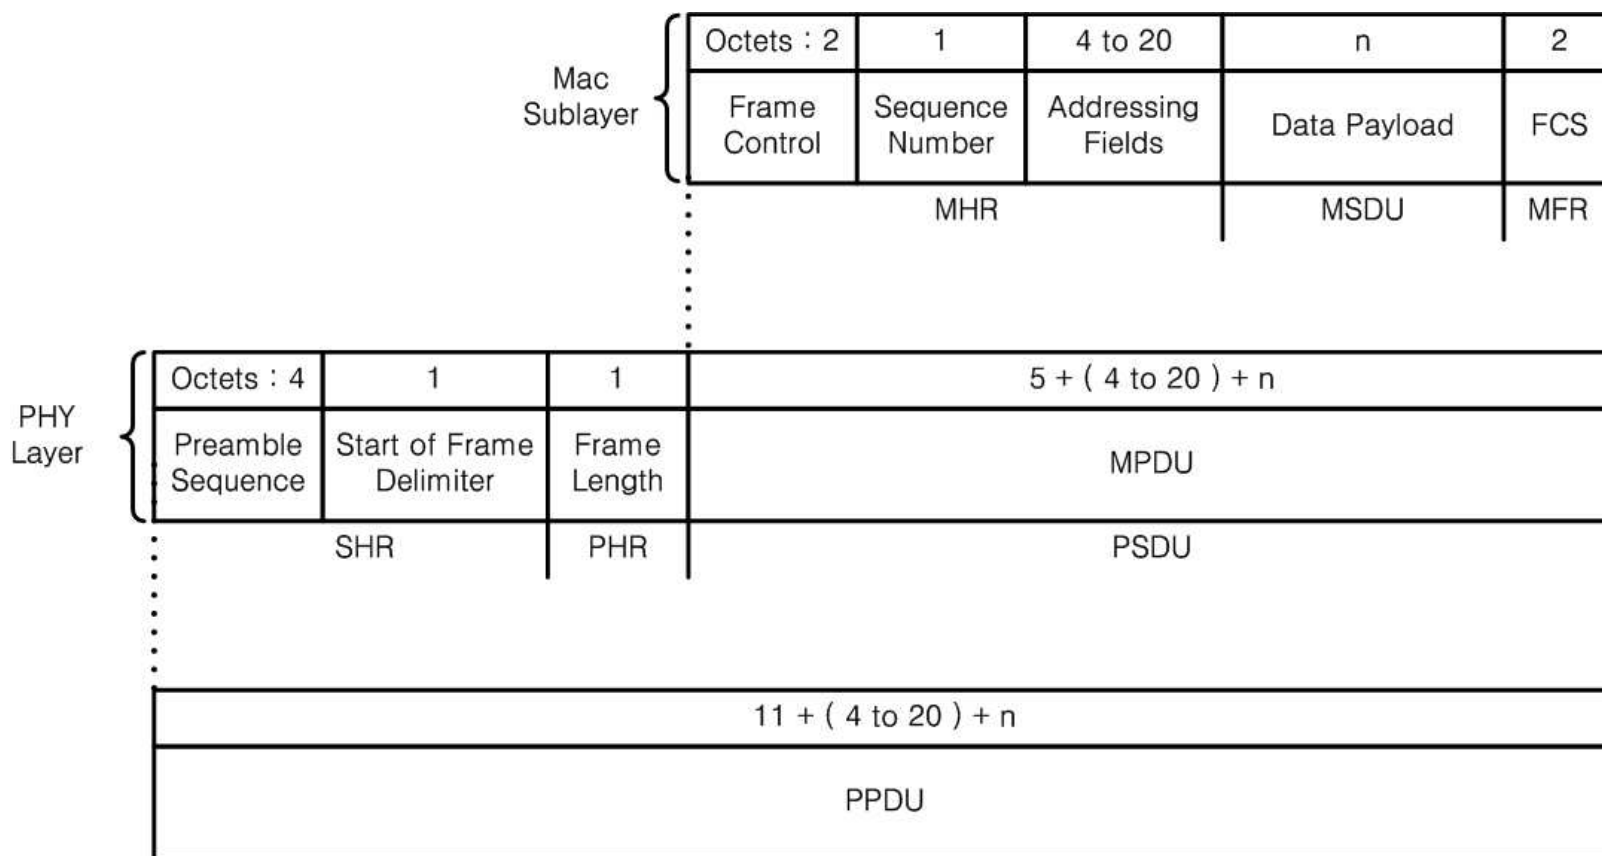 Octets : 2 1 4 to 20 n 2
Mac
Sublayer
Frame
Control
Sequence
Number
Addressing
Fields
Data Payload
FCS
MHR MSDU MFR
Octets : 4 1 1 5 + ( 4 to 20 ) + n
PHY
Layer
Preamble
Sequence
Start of Frame
Delimiter
Frame
Length
MPDU
SHR PHR PSDU
11 + ( 4 to 20 ) + n
PPDU